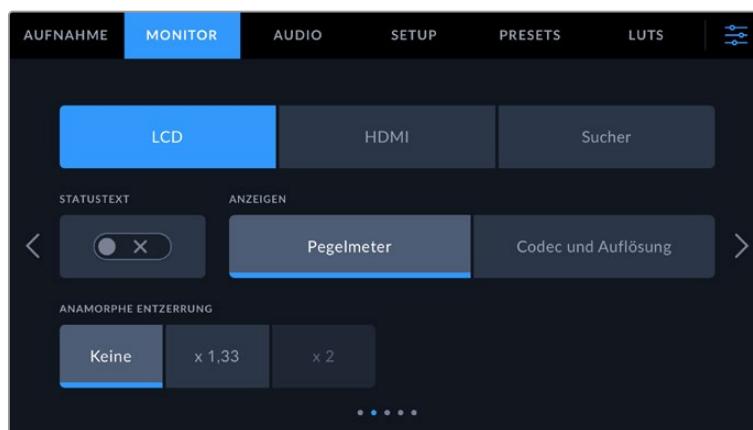 AUFNAHME MONITOR AUDIO SETUP PRESETS LUTS
LCD HDMI Sucher
STATUSTEXT ANZEIGEN
Pegelmeter Codec und Auflösung
ANAMORPHE ENTZERRUNG
Keine x 1,33 x 2